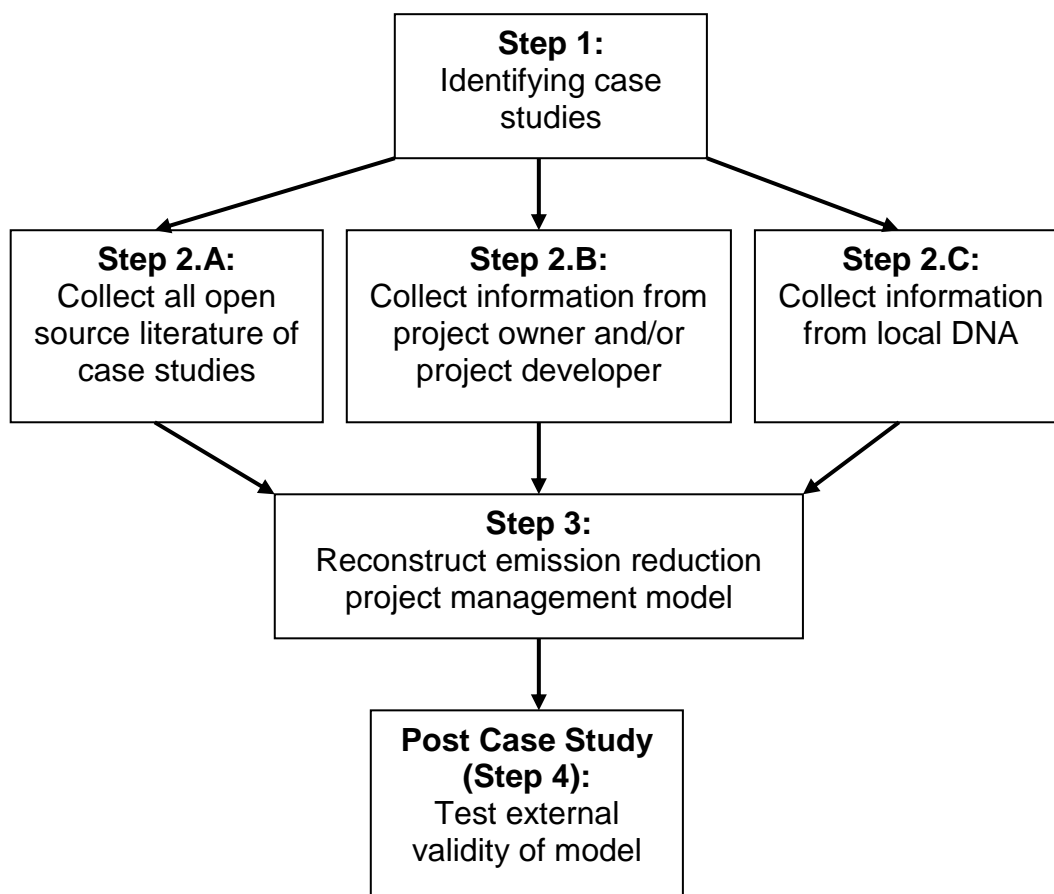 Step 1:
Identifying case
studies
Step 2.A:
Collect all open
source literature of
case studies
Step 2.B:
Collect information from
project owner and/or
project developer
Step 2.C:
Collect information
from local DNA
Step 3:
Reconstruct emission reduction
project management model
Post Case Study
(Step 4):
Test external
validity of model